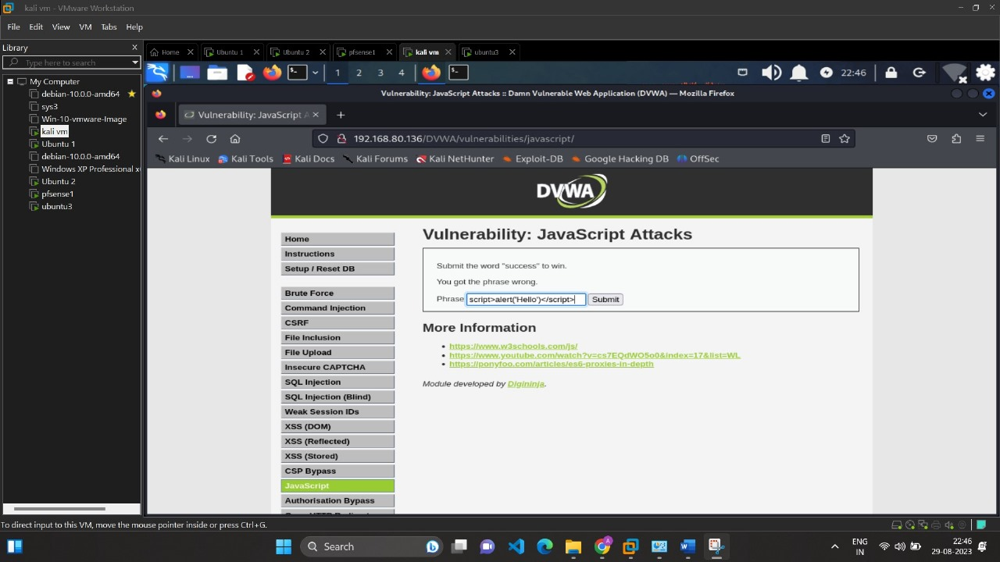 kali vm - VMware Workstation
File Edit View VM Tabs Help
Library
Type here to search
My Computer
debian-10.0.0-amd64
sys3
Win-10-vmware-Image
kali vm
Ubuntu 1
debian-10.0.0-amd64
Windows XP Professional x
Ubuntu 2
pfsense1
ubuntu3
Home Ubuntu 1 Ubuntu 2 pfsense1 kali vm ubuntu3
1 2 3 4 22:46
Vulnerability: JavaScript Attacks :: Damn Vulnerable Web Application (DVWA) — Mozilla Firefox
Vulnerability: JavaScript A
192.168.80.136/DVWA/vulnerabilities/javascript/
Kali Linux Kali Tools Kali Docs Kali Forums Kali NetHunter Exploit-DB Google Hacking DB OffSec
DVWA
Home
Instructions
Setup / Reset DB
Brute Force
Command Injection
CSRF
File Inclusion
File Upload
Insecure CAPTCHA
SQL Injection
SQL Injection (Blind)
Weak Session IDs
XSS (DOM)
XSS (Reflected)
XSS (Stored)
CSP Bypass
JavaScript
Authorisation Bypass
Vulnerability: JavaScript Attacks
Submit the word "success" to win.
You got the phrase wrong.
Phrase script>alert('Hello')</script> Submit
More Information
https://www.w3schools.com/js/
https://www.youtube.com/watch?v=cs7EQdWO5o0&index=17&list=WL
https://ponyfoo.com/articles/es6-proxies-in-depth
Module developed by Digininja.
To direct input to this VM, move the mouse pointer inside or press Ctrl+G.
Search
ENG
IN
22:46
29-08-2023